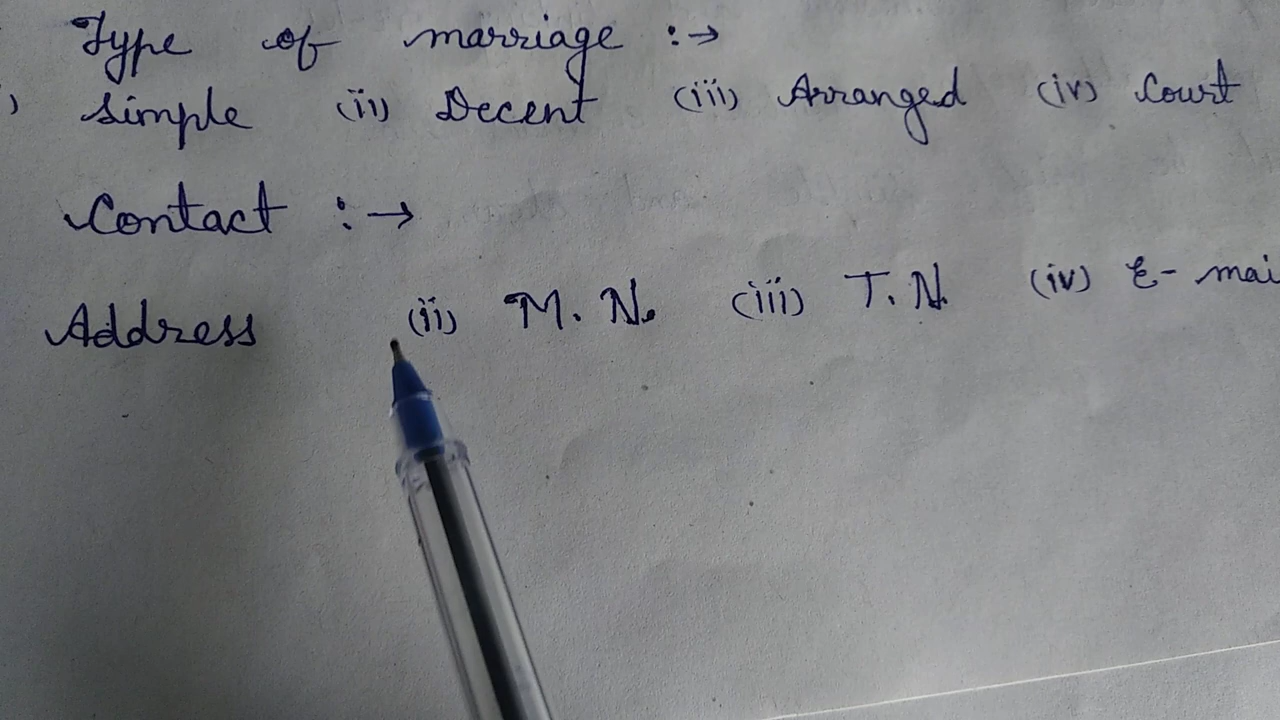 Type of marriage :→
) Simple (ii) Decent (iii) Arranged (iv) Court
Contact :→
Address (ii) M. N. (iii) T. N. (iv) E- mai